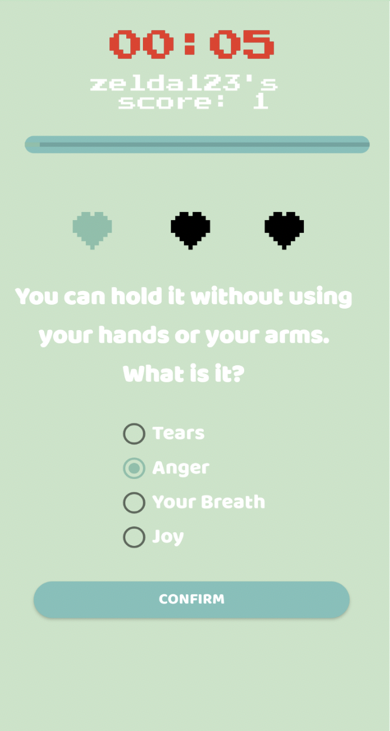 00:05
zelda123's
score: 1
You can hold it without using
your hands or your arms.
What is it?
Tears
Anger
Your Breath
Joy
CONFIRM